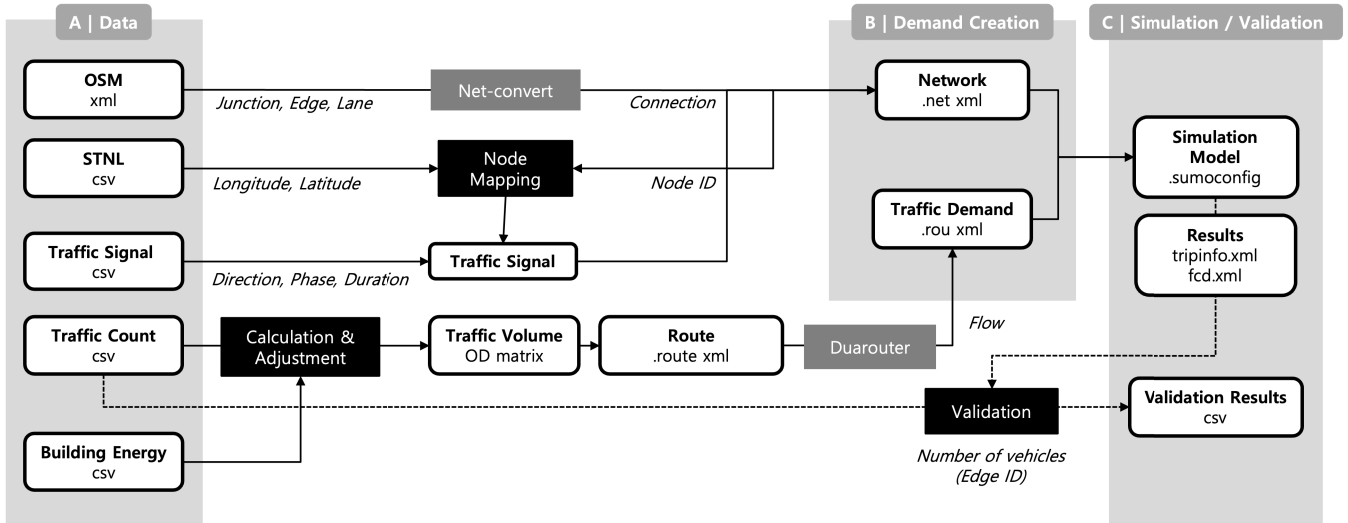 A | Data
B | Demand Creation
C | Simulation / Validation
OSM
xml
Junction, Edge, Lane
Net-convert
Connection
Network
.net xml
STNL
csv
Longitude, Latitude
Node
Mapping
Node ID
Simulation
Model
.sumoconfig
Traffic Signal
csv
Direction, Phase, Duration
Traffic Signal
Traffic Demand
.rou xml
Results
tripinfo.xml
fcd.xml
Traffic Count
csv
Calculation &
Adjustment
Traffic Volume
OD matrix
Route
.route xml
Duarouter
Flow
Validation
Number of vehicles
(Edge ID)
Validation Results
csv
Building Energy
csv